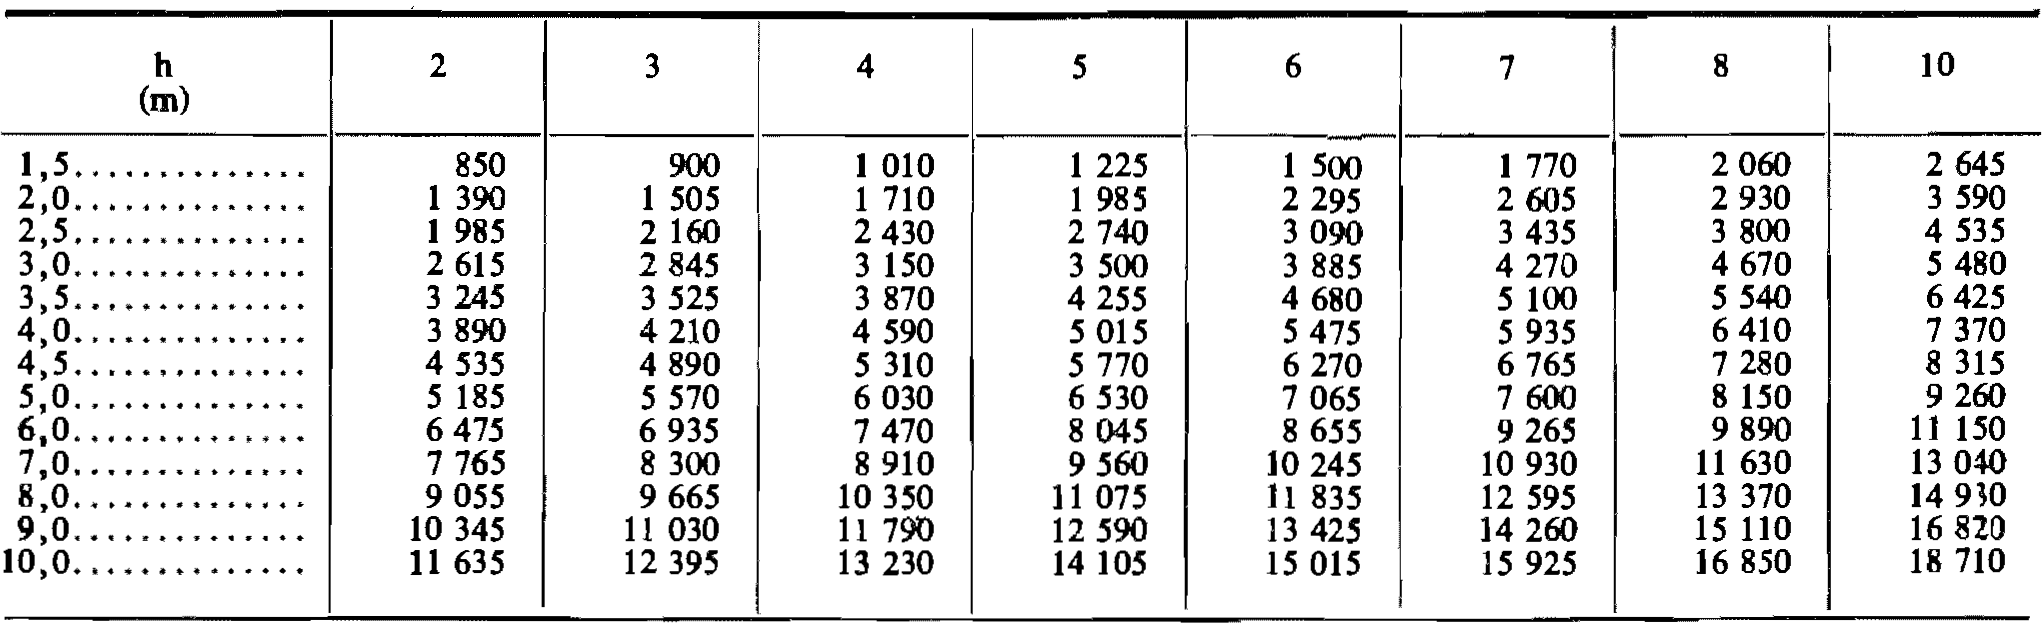 h 2 3 4 5 6 7 8 10
(m)
1,5.............. 850 900 1 010 1 225 1 500 1 770 2 060 2 645
2,0.............. 1 390 1 505 1 710 1 985 2 295 2 605 2 930 3 590
2,5.............. 1 985 2 160 2 430 2 740 3 090 3 435 3 800 4 535
3,0.............. 2 615 2 845 3 150 3 500 3 885 4 270 4 670 5 480
3,5.............. 3 245 3 525 3 870 4 255 4 680 5 100 5 540 6 425
4,0.............. 3 890 4 210 4 590 5 015 5 475 5 935 6 410 7 370
4,5.............. 4 535 4 890 5 310 5 770 6 270 6 765 7 280 8 315
5,0.............. 5 185 5 570 6 030 6 530 7 065 7 600 8 150 9 260
6,0.............. 6 475 6 935 7 470 8 045 8 655 9 265 9 890 11 150
7,0.............. 7 765 8 300 8 910 9 560 10 245 10 930 11 630 13 040
8,0.............. 9 055 9 665 10 350 11 075 11 835 12 595 13 370 14 930
9,0.............. 10 345 11 030 11 790 12 590 13 425 14 260 15 110 16 820
10,0.............. 11 635 12 395 13 230 14 105 15 015 15 925 16 850 18 710